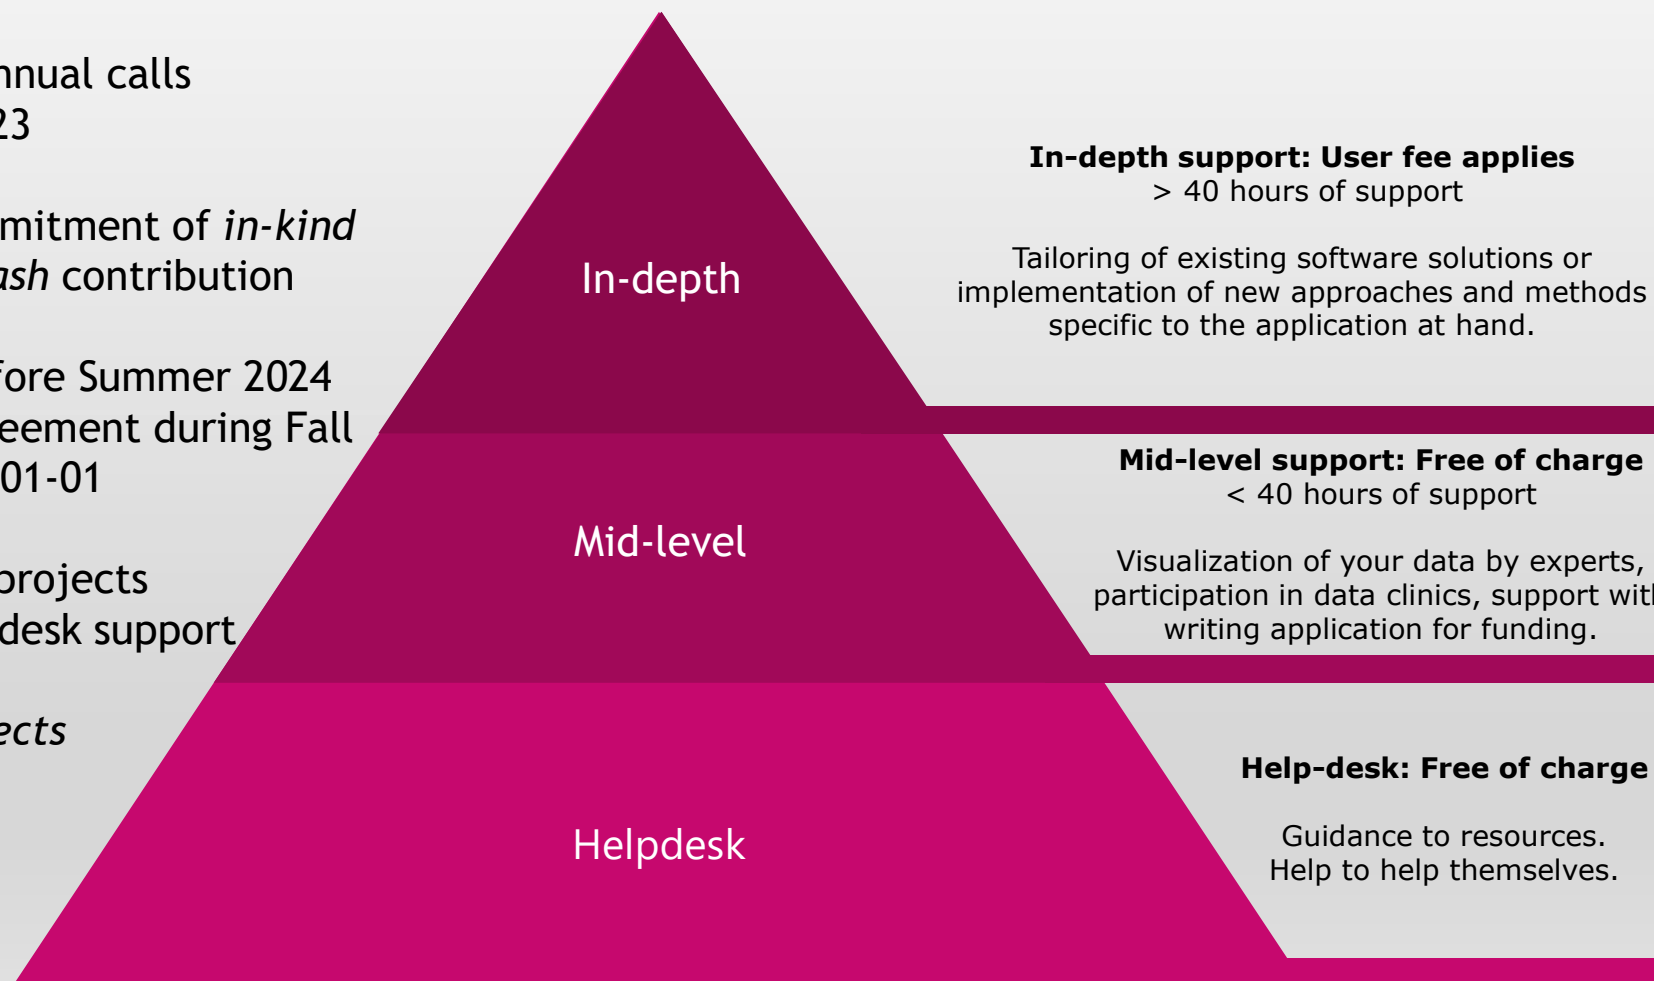 nnual calls
23
mitment of in-kind
ash contribution
fore Summer 2024
eement during Fall
01-01
projects
desk support
ects
In-depth
Mid-level
Helpdesk
In-depth support: User fee applies
> 40 hours of support
Tailoring of existing software solutions or
implementation of new approaches and methods
specific to the application at hand.
Mid-level support: Free of charge
< 40 hours of support
Visualization of your data by experts,
participation in data clinics, support with
writing application for funding.
Help-desk: Free of charge
Guidance to resources.
Help to help themselves.